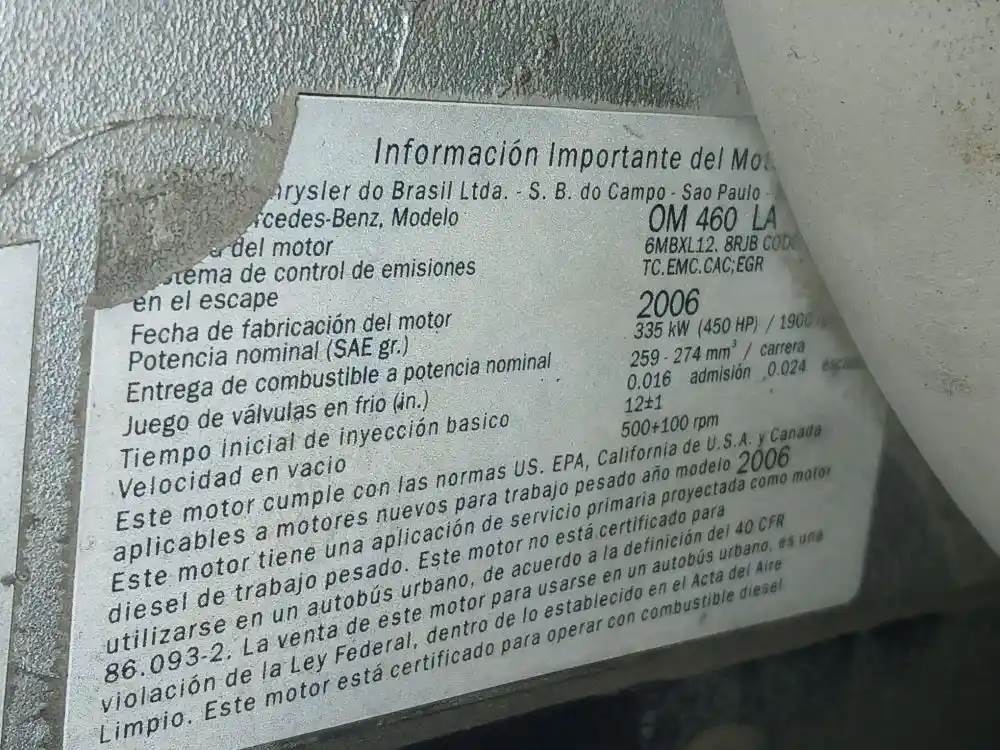 Información Importante del
do Brasil Ltda. - S. B. do Campo - Sao Paulo -
Modelo OM 460 LA
del motor 6MBXL12. 8RJB
de control de emisiones TC.EMC.CAC;EGR
en el escape
Fecha de fabricación del motor 2006
Potencia nominal (SAE gr.) 335 kW (450 HP) / 1900
Entrega de combustible a potencia nominal 259 - 274 mm³ / carrera
Juego de válvulas en frio (in.) 0.016 admisión 0.024
Tiempo inicial de inyección basico 12±1
Velocidad en vacio 500+100 rpm
Este motor cumple con las normas US. EPA, California de U.S.A. y Canada
aplicables a motores nuevos para trabajo pesado año modelo 2006
Este motor tiene una aplicación de servicio primaria proyectada como motor
diesel de trabajo pesado. Este motor no está certificado para
utilizarse en un autobús urbano, de acuerdo a la definición del 40 CFR
86.093-2. La venta de este motor para usarse en un autobús urbano, es una
violación de la Ley Federal, dentro de lo establecido en el Acta del Aire
Limpio. Este motor está certificado para operar con combustible diesel